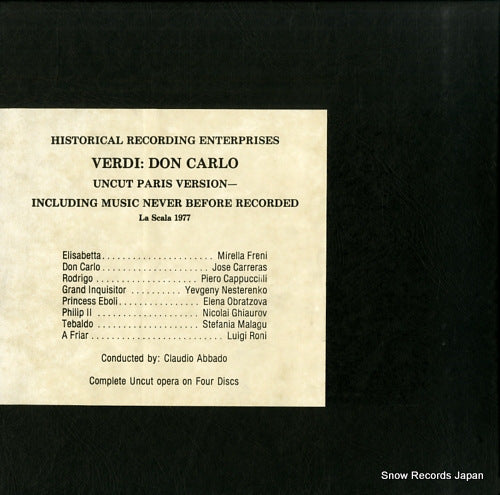 HISTORICAL RECORDING ENTERPRISES
VERDI: DON CARLO
UNCUT PARIS VERSION—
INCLUDING MUSIC NEVER BEFORE RECORDED
La Scala 1977
Elisabetta . . . . . . . . . . . . . . . . . . . . . . Mirella Freni
Don Carlo . . . . . . . . . . . . . . . . . . . . . . Jose Carreras
Rodrigo . . . . . . . . . . . . . . . . . . . . Piero Cappuccilli
Grand Inquisitor . . . . . . . . . . . Yevgeny Nesterenko
Princess Eboli . . . . . . . . . . . . . . . . Elena Obratzova
Philip II . . . . . . . . . . . . . . . . . . . . . Nicolai Ghiaurov
Tebaldo . . . . . . . . . . . . . . . . . . . . Stefania Malagu
A Friar . . . . . . . . . . . . . . . . . . . . . . . . . . Luigi Roni
Conducted by: Claudio Abbado
Complete Uncut opera on Four Discs
Snow Records Japan